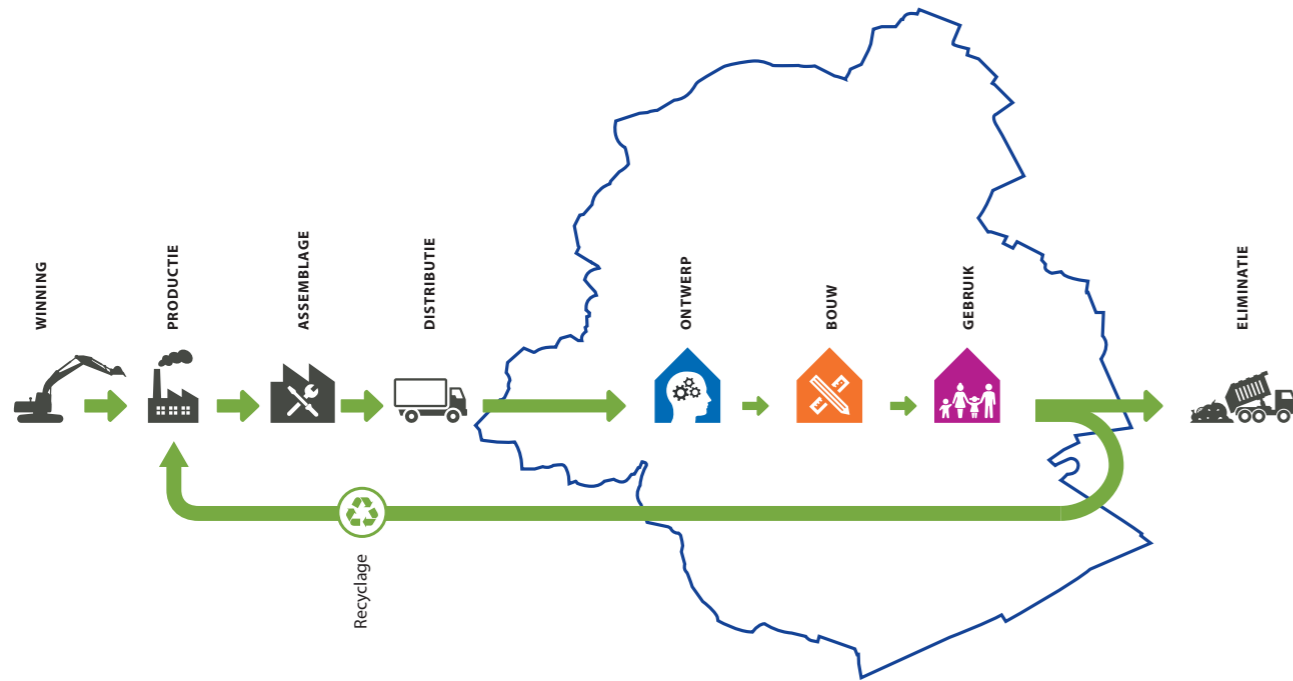 WINNING
PRODUCTIE
ASSEMBLAGE
DISTRIBUTIE
ONTWERP
BOUW
GEBRUIK
ELIMINATIE
Recyclage